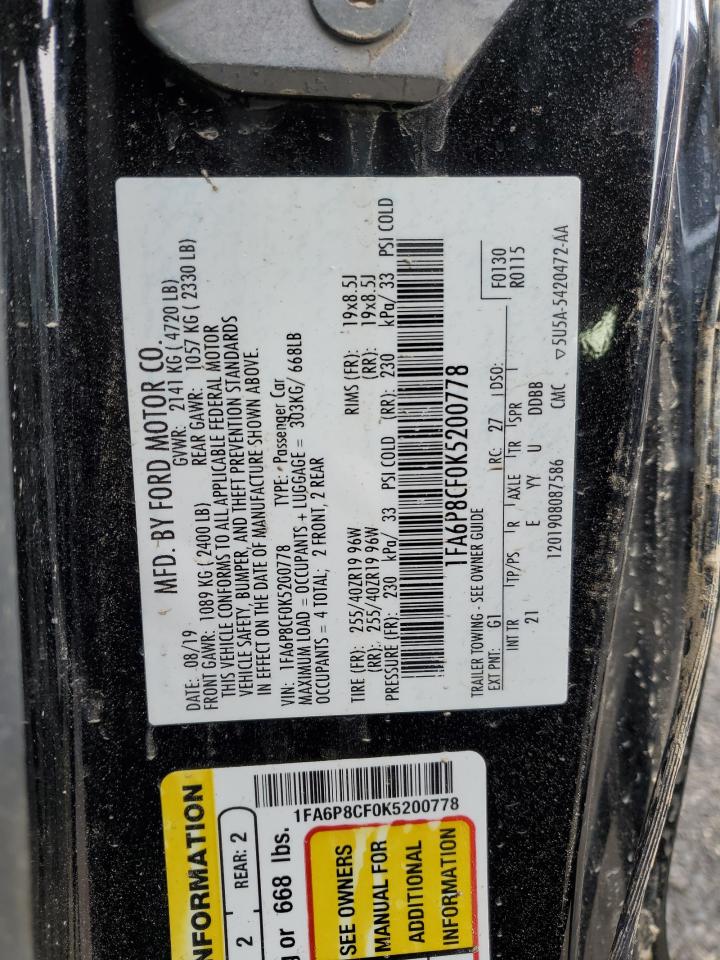 MFD. BY FORD MOTOR CO.
DATE: 08/19 GVWR: 2141 KG ( 4720 LB)
FRONT GAWR: 1089 KG ( 2400 LB) REAR GAWR: 1057 KG ( 2330 LB)
THIS VEHICLE CONFORMS TO ALL APPLICABLE FEDERAL MOTOR
VEHICLE SAFETY, BUMPER, AND THEFT PREVENTION STANDARDS
IN EFFECT ON THE DATE OF MANUFACTURE SHOWN ABOVE.
VIN: 1FA6P8CF0K5200778 TYPE: Passenger Car
MAXIMUM LOAD = OCCUPANTS + LUGGAGE = 303KG/ 668LB
OCCUPANTS = 4 TOTAL; 2 FRONT, 2 REAR
TIRE (FR): 255/40ZR19 96W RIMS (FR): 19x8.5J
(RR): 255/40ZR19 96W (RR): 19x8.5J
PRESSURE (FR): 230 kPa/ 33 PSI COLD (RR): 230 kPa/ 33 PSI COLD
1FA6P8CF0K5200778
TRAILER TOWING - SEE OWNER GUIDE F0130
EXT PNT: G1 RC: 27 DSO: R0115
INT TR TP/PS R AXLE TR SPR
21 E YY U DDBB
1201908087586 CMC ▽5U5A-5420472-AA
1FA6P8CF0K5200778
NFORMATION
2 REAR: 2
g or 668 lbs.
SEE OWNERS
MANUAL FOR
ADDITIONAL
INFORMATION